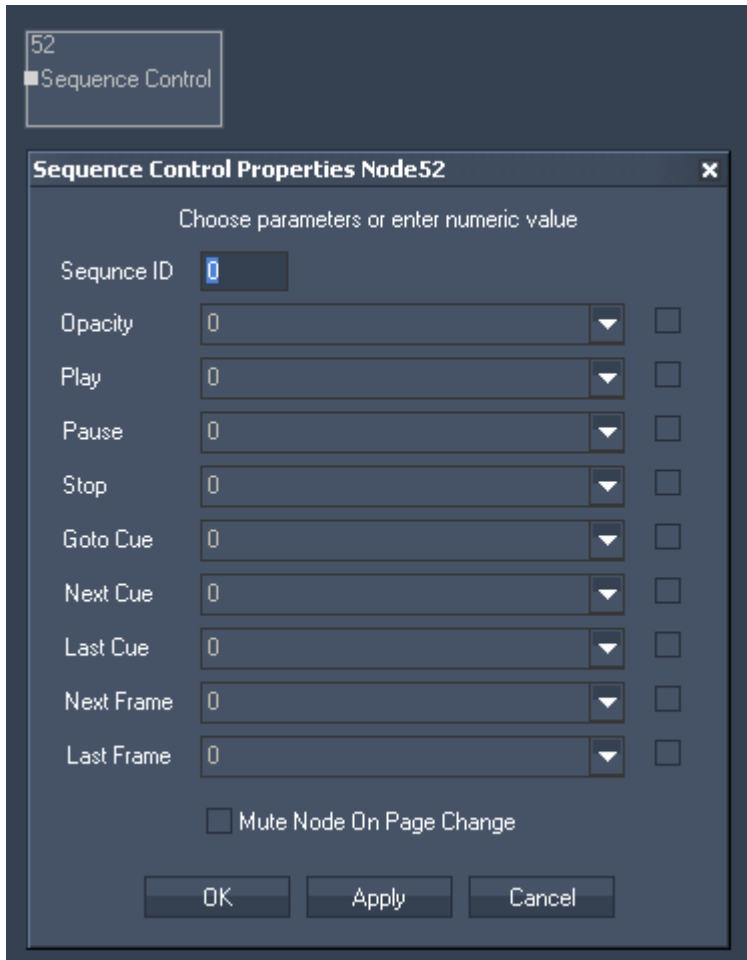 52
Sequence Control
Sequence Control Properties Node52
Choose parameters or enter numeric value
Sequnce ID 0
Opacity 0
Play 0
Pause 0
Stop 0
Goto Cue 0
Next Cue 0
Last Cue 0
Next Frame 0
Last Frame 0
Mute Node On Page Change
OK Apply Cancel